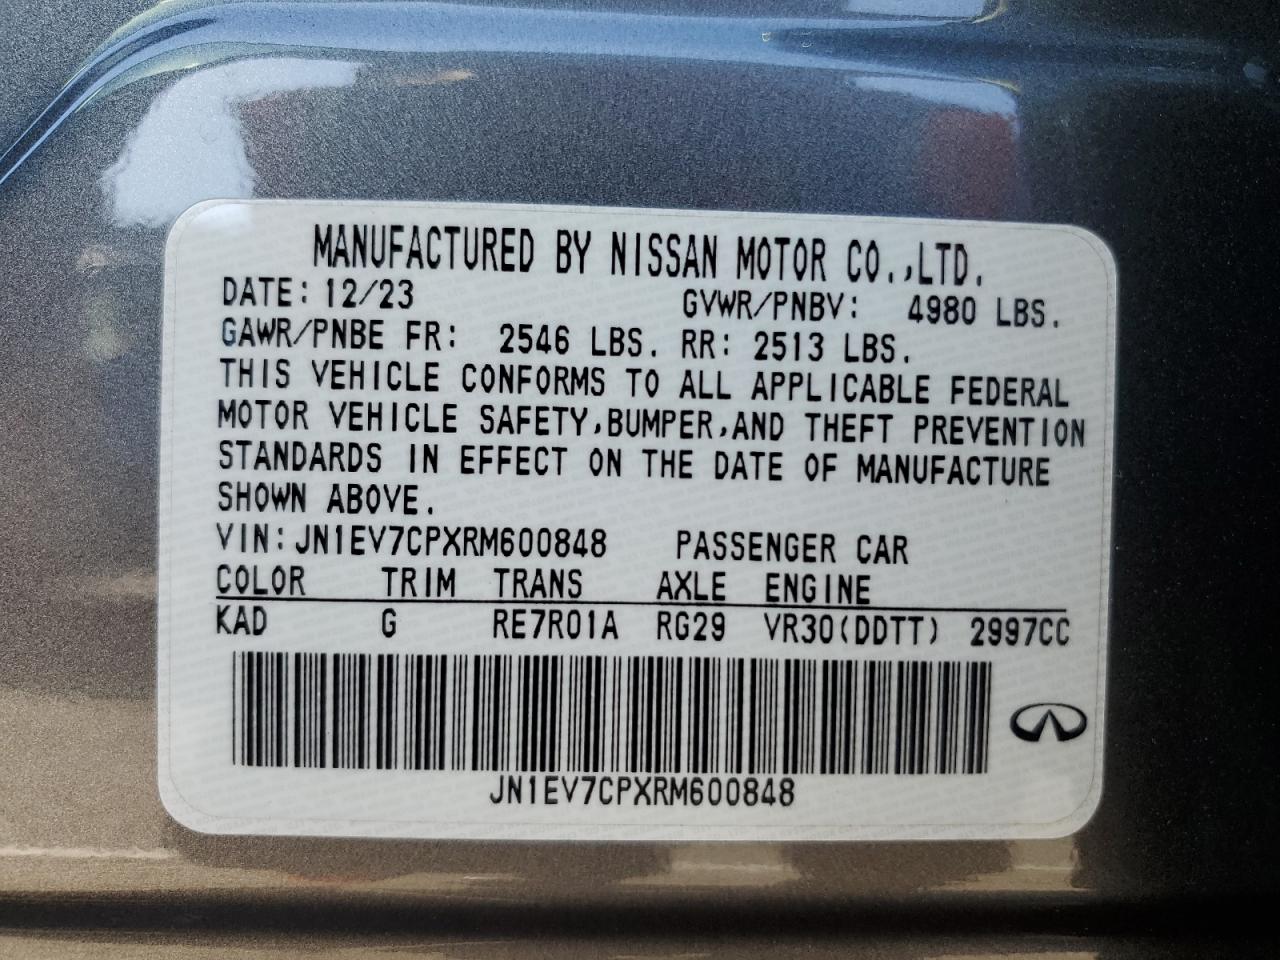 MANUFACTURED BY NISSAN MOTOR CO.,LTD.
DATE: 12/23 GVWR/PNBV: 4980 LBS.
GAWR/PNBE FR: 2546 LBS. RR: 2513 LBS.
THIS VEHICLE CONFORMS TO ALL APPLICABLE FEDERAL
MOTOR VEHICLE SAFETY,BUMPER,AND THEFT PREVENTION
STANDARDS IN EFFECT ON THE DATE OF MANUFACTURE
SHOWN ABOVE.
VIN:JN1EV7CPXRM600848 PASSENGER CAR
COLOR TRIM TRANS AXLE ENGINE
KAD G RE7R01A RG29 VR30(DDTT) 2997CC
JN1EV7CPXRM600848